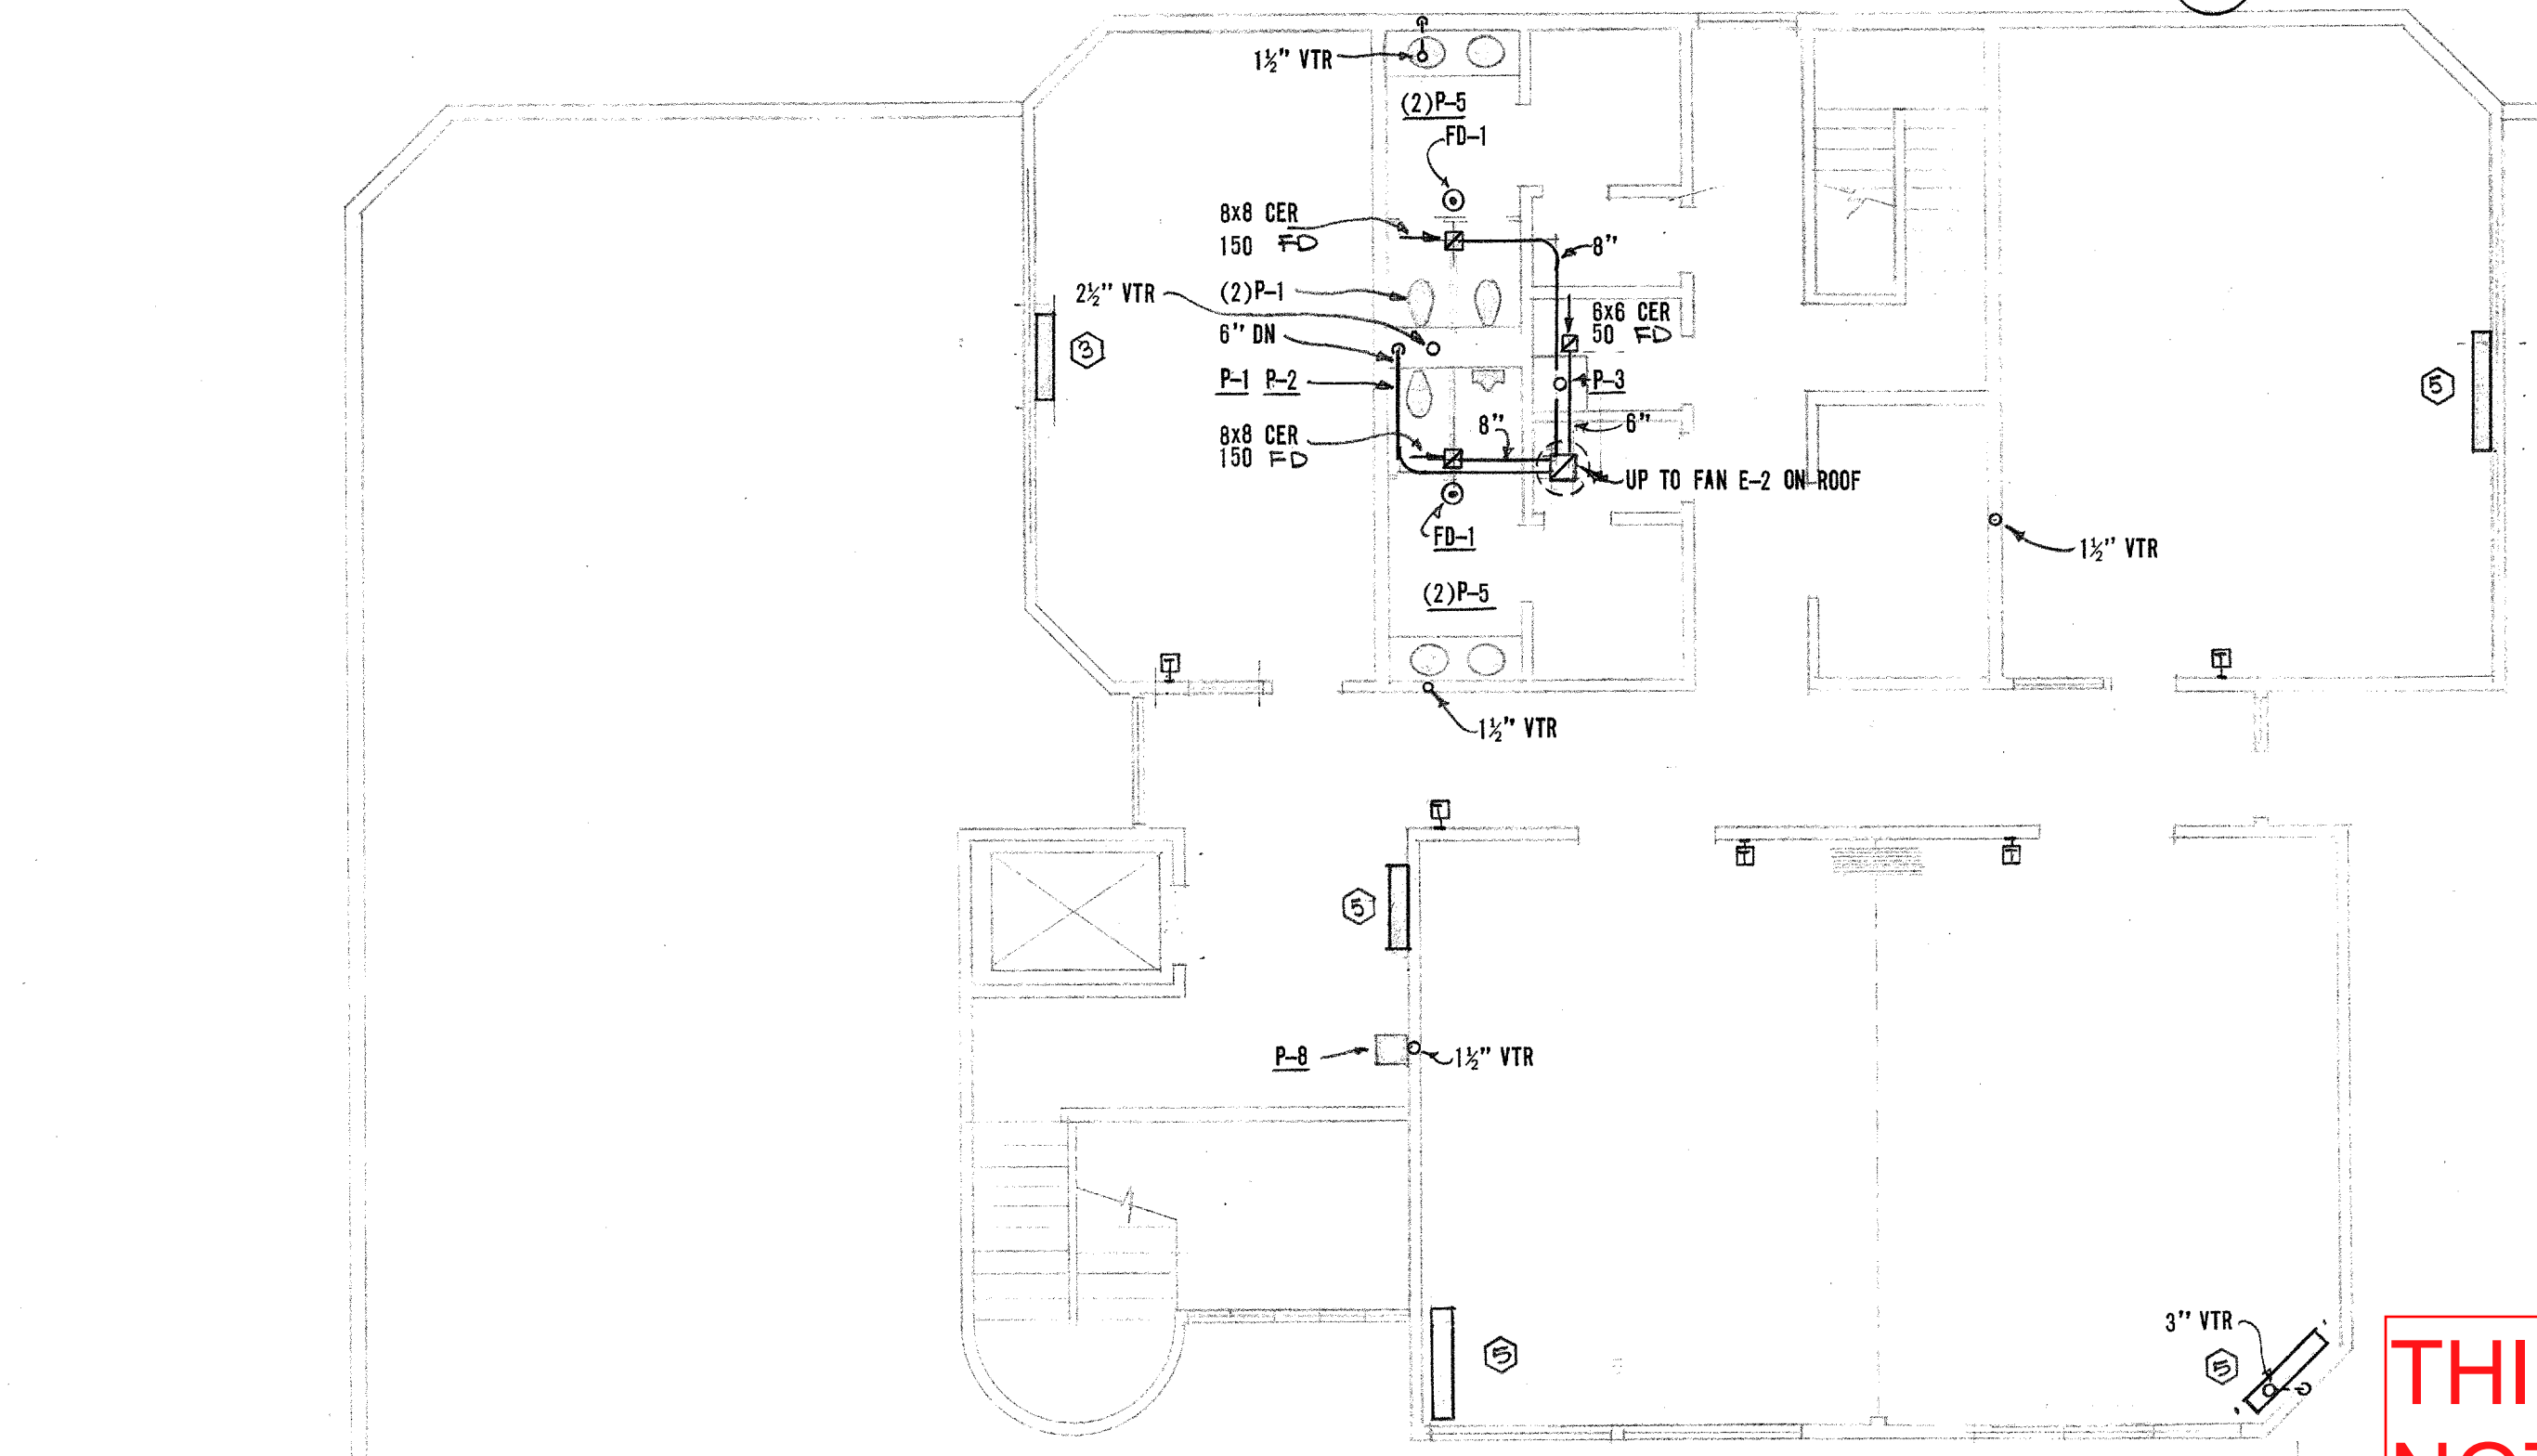 1½" VTR
(2)P-5
FD-1
8x8 CER
150 FD
8"
2½" VTR
(2)P-1
6x6 CER
50 FD
6" DN
3
P-1 P-2
P-3
5
8x8 CER
150 FD
8"
6"
UP TO FAN E-2 ON ROOF
FD-1
1½" VTR
(2)P-5
T
T
1½" VTR
T
T
T
5
P-8
1½" VTR
3" VTR
5
5
THI